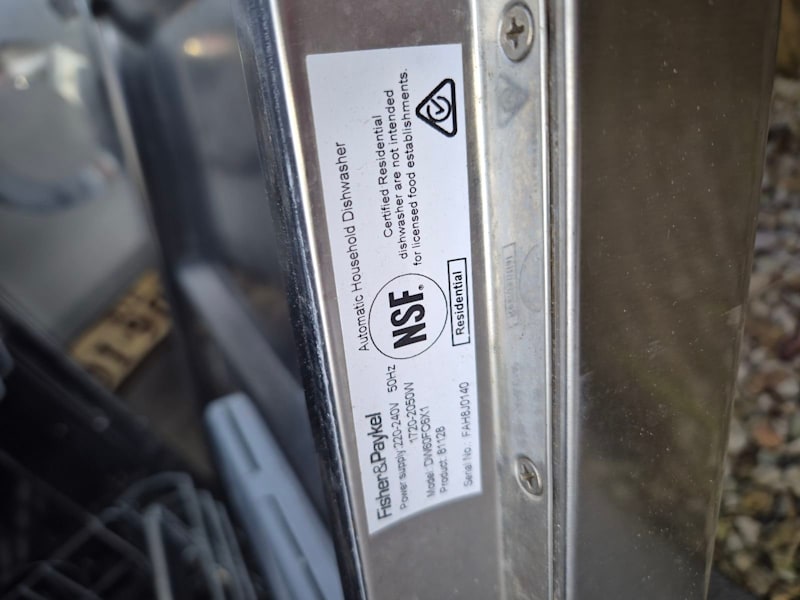 Automatic Household Dishwasher
Fisher&Paykel
Power supply: 220-240V 50Hz
1720-2050W
Model: DW60FC6X1
Product: 81128
Serial No.: FAH8J0140
NSF®
Residential
Certified Residential
dishwasher are not intended
for licensed food establishments.